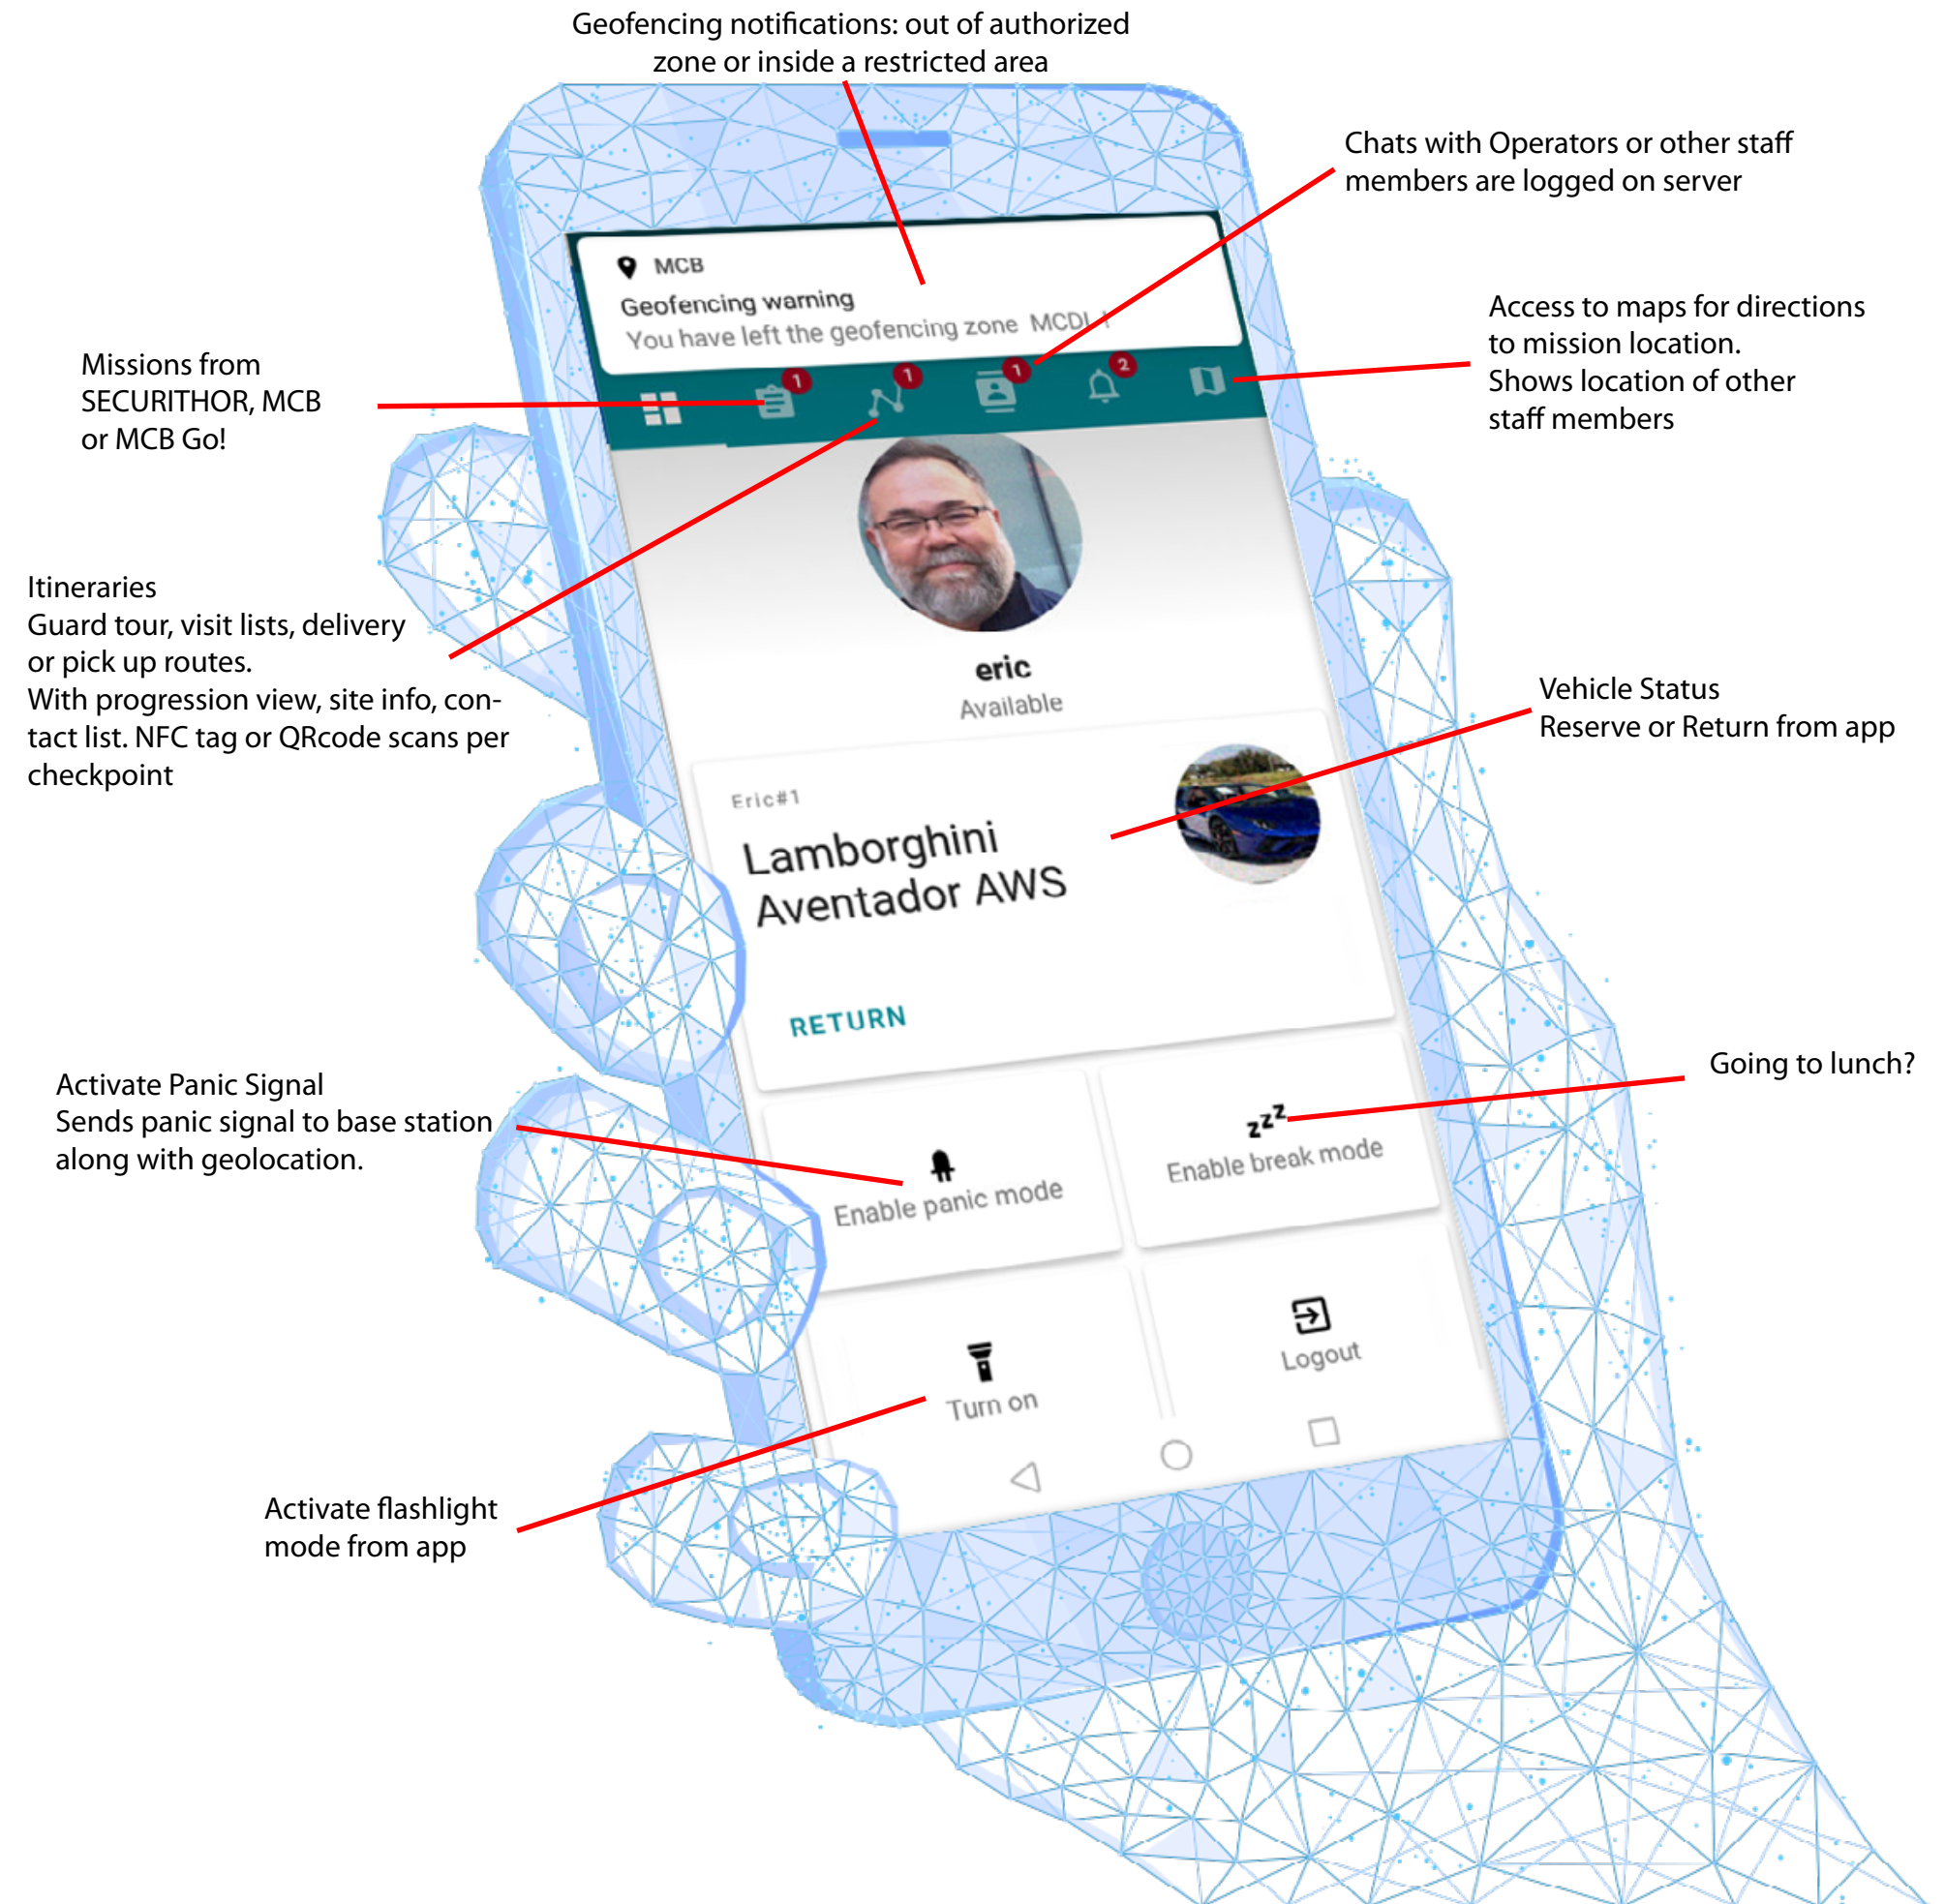 Geofencing notifications: out of authorized
zone or inside a restricted area
Chats with Operators or other staff
members are logged on server
Access to maps for directions
to mission location.
Shows location of other
staff members
Missions from
SECURITHOR, MCB
or MCB Go!
Itineraries
Guard tour, visit lists, delivery
or pick up routes.
With progression view, site info, con-
tact list. NFC tag or QRcode scans per
checkpoint
Vehicle Status
Reserve or Return from app
Activate Panic Signal
Sends panic signal to base station
along with geolocation.
Going to lunch?
Activate flashlight
mode from app
MCB
Geofencing warning
You have left the geofencing zone
1
1
1
2
eric
Available
Eric#1
Lamborghini
Aventador AWS
RETURN
Enable panic mode
zzz
Enable break mode
Turn on
Logout